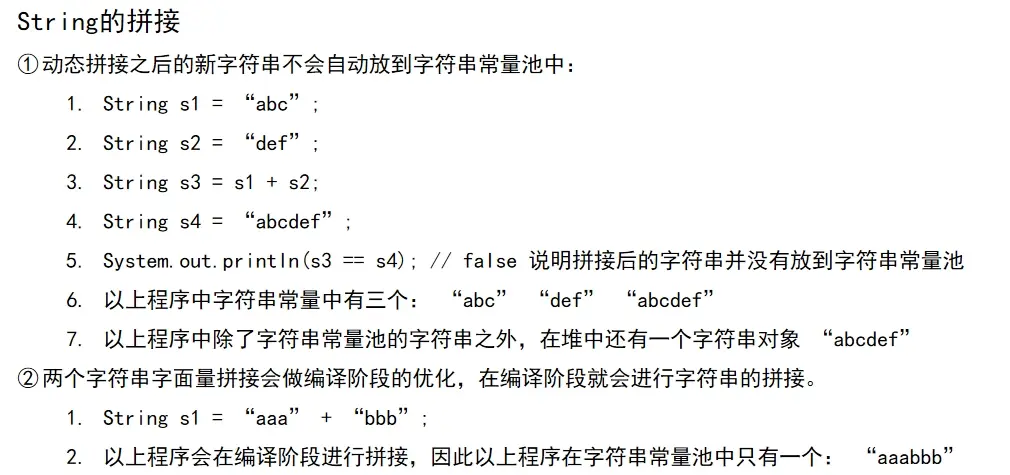 String的拼接
①动态拼接之后的新字符串不会自动放到字符串常量池中：
1. String s1 = “abc”;
2. String s2 = “def”;
3. String s3 = s1 + s2;
4. String s4 = “abcdef”;
5. System.out.println(s3 == s4); // false 说明拼接后的字符串并没有放到字符串常量池
6. 以上程序中字符串常量中有三个： “abc” “def” “abcdef”
7. 以上程序中除了字符串常量池的字符串之外，在堆中还有一个字符串对象 “abcdef”
②两个字符串字面量拼接会做编译阶段的优化，在编译阶段就会进行字符串的拼接。
1. String s1 = “aaa” + “bbb”;
2. 以上程序会在编译阶段进行拼接，因此以上程序在字符串常量池中只有一个： “aaabbb”